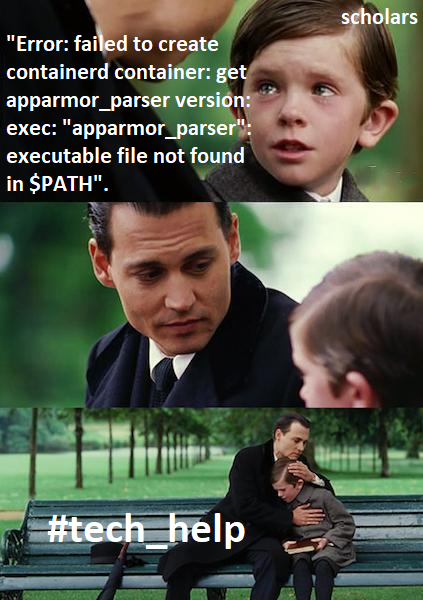 scholars
"Error: failed to create
containerd container: get
apparmor_parser version:
exec: "apparmor_parser":
executable file not found
in $PATH".
#tech_help